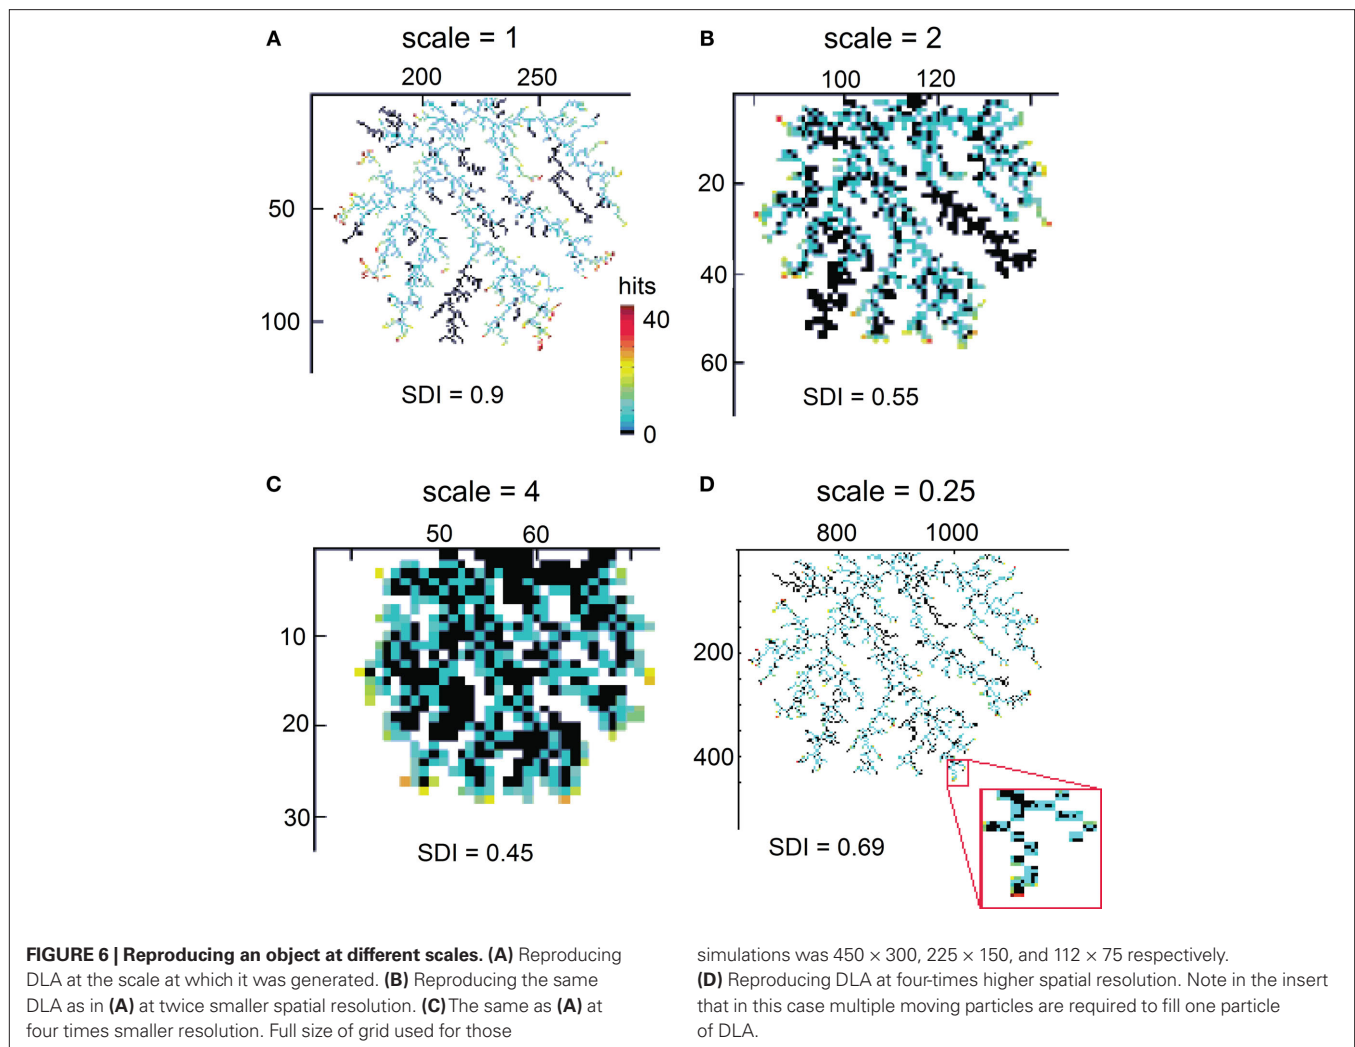 A
scale = 1
200 250
50
100
hits
40
0
SDI = 0.9
B
scale = 2
100 120
20
40
60
SDI = 0.55
C
scale = 4
50 60
10
20
30
SDI = 0.45
D
scale = 0.25
800 1000
200
400
SDI = 0.69
FIGURE 6 | Reproducing an object at different scales. (A) Reproducing
DLA at the scale at which it was generated. (B) Reproducing the same
DLA as in (A) at twice smaller spatial resolution. (C) The same as (A) at
four times smaller resolution. Full size of grid used for those
simulations was 450 × 300, 225 × 150, and 112 × 75 respectively.
(D) Reproducing DLA at four-times higher spatial resolution. Note in the insert
that in this case multiple moving particles are required to fill one particle
of DLA.